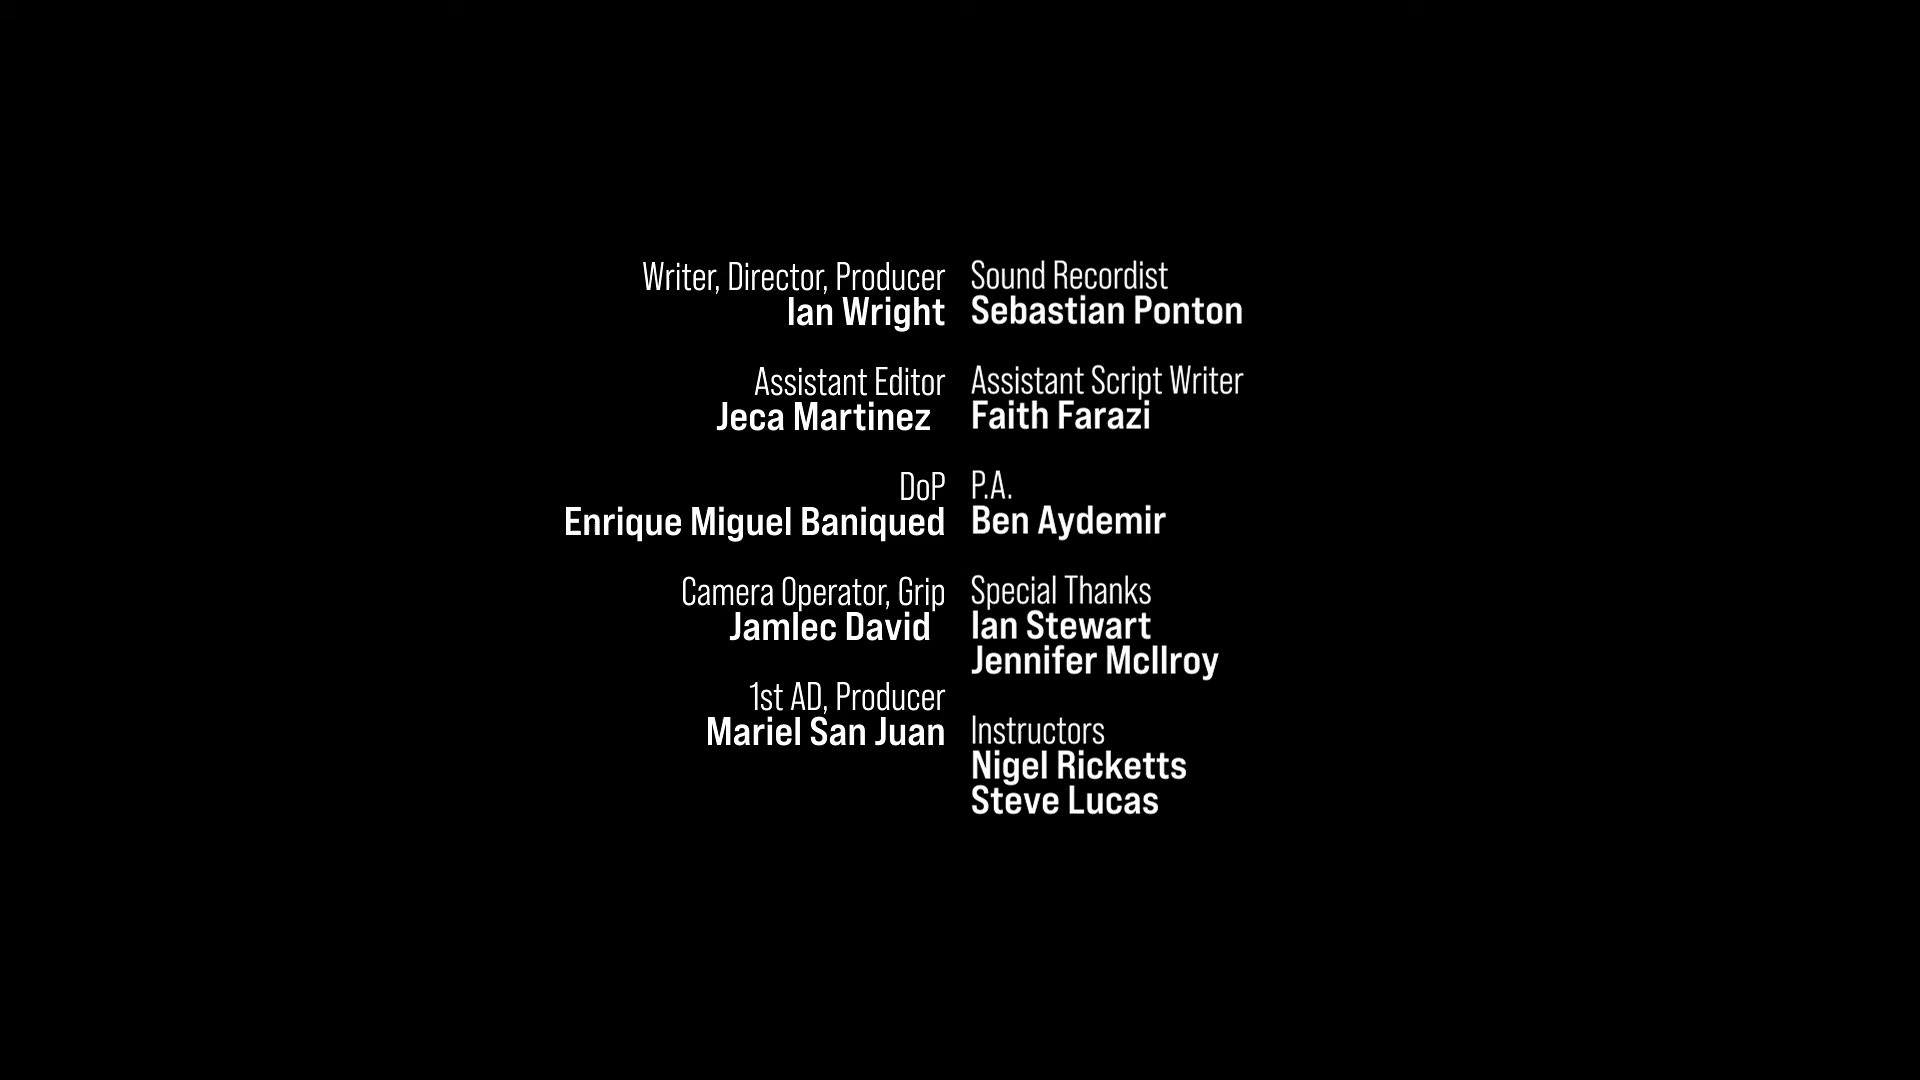 Writer, Director, Producer
Ian Wright
Assistant Editor
Jeca Martinez
DoP
Enrique Miguel Baniqued
Camera Operator, Grip
Jamlec David
1st AD, Producer
Mariel San Juan
Sound Recordist
Sebastian Ponton
Assistant Script Writer
Faith Farazi
P.A.
Ben Aydemir
Special Thanks
Ian Stewart
Jennifer McIlroy
Instructors
Nigel Ricketts
Steve Lucas